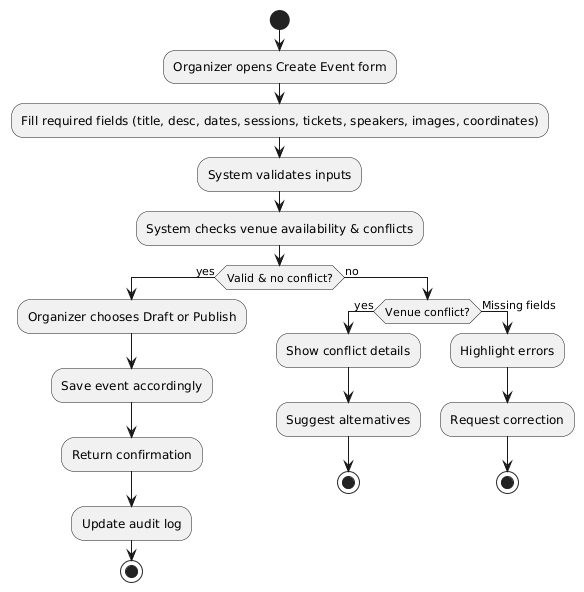 Organizer opens Create Event form
Fill required fields (title, desc, dates, sessions, tickets, speakers, images, coordinates)
System validates inputs
System checks venue availability & conflicts
yes
Valid & no conflict?
no
Organizer chooses Draft or Publish
Save event accordingly
Return confirmation
Update audit log
yes
Venue conflict?
Missing fields
Show conflict details
Suggest alternatives
Highlight errors
Request correction